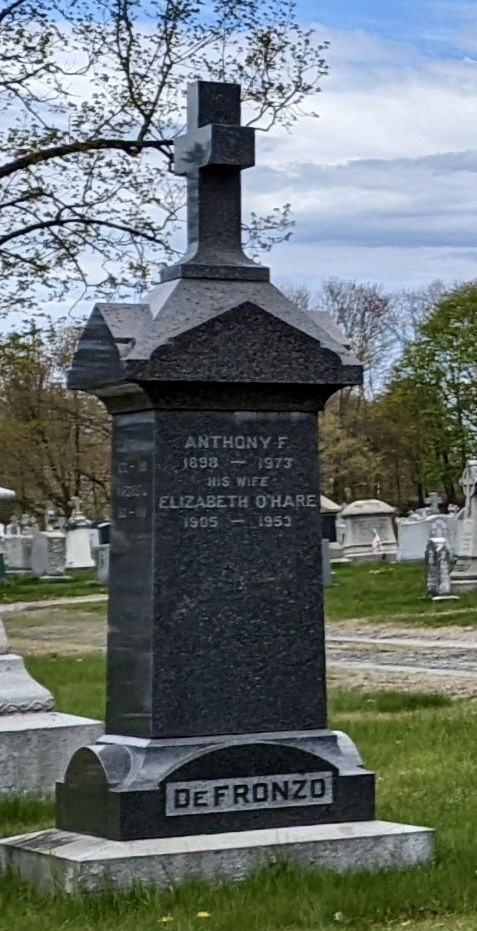 ANTHONY F.
1898 — 1973
HIS WIFE
ELIZABETH O'HARE
1905 — 1953
DEFRONZO